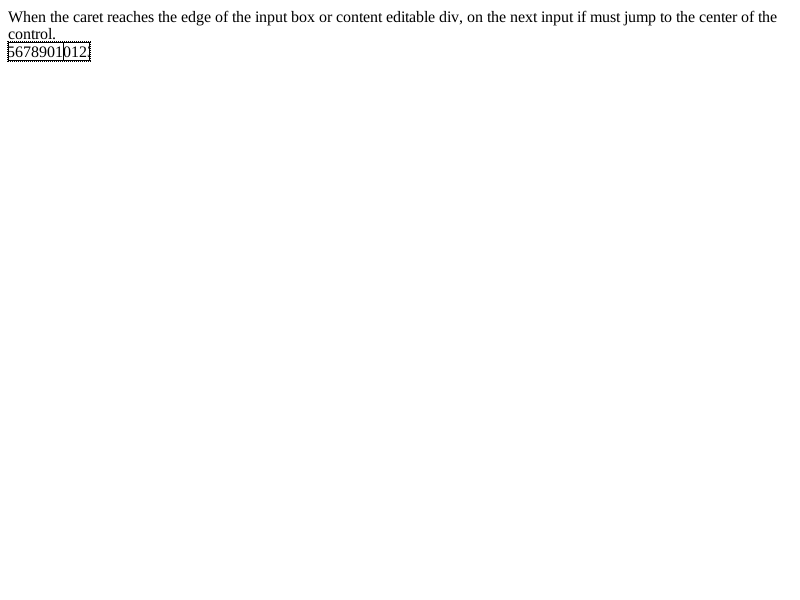 When the caret reaches the edge of the input box or content editable div, on the next input if must jump to the center of the
control.
5678901012